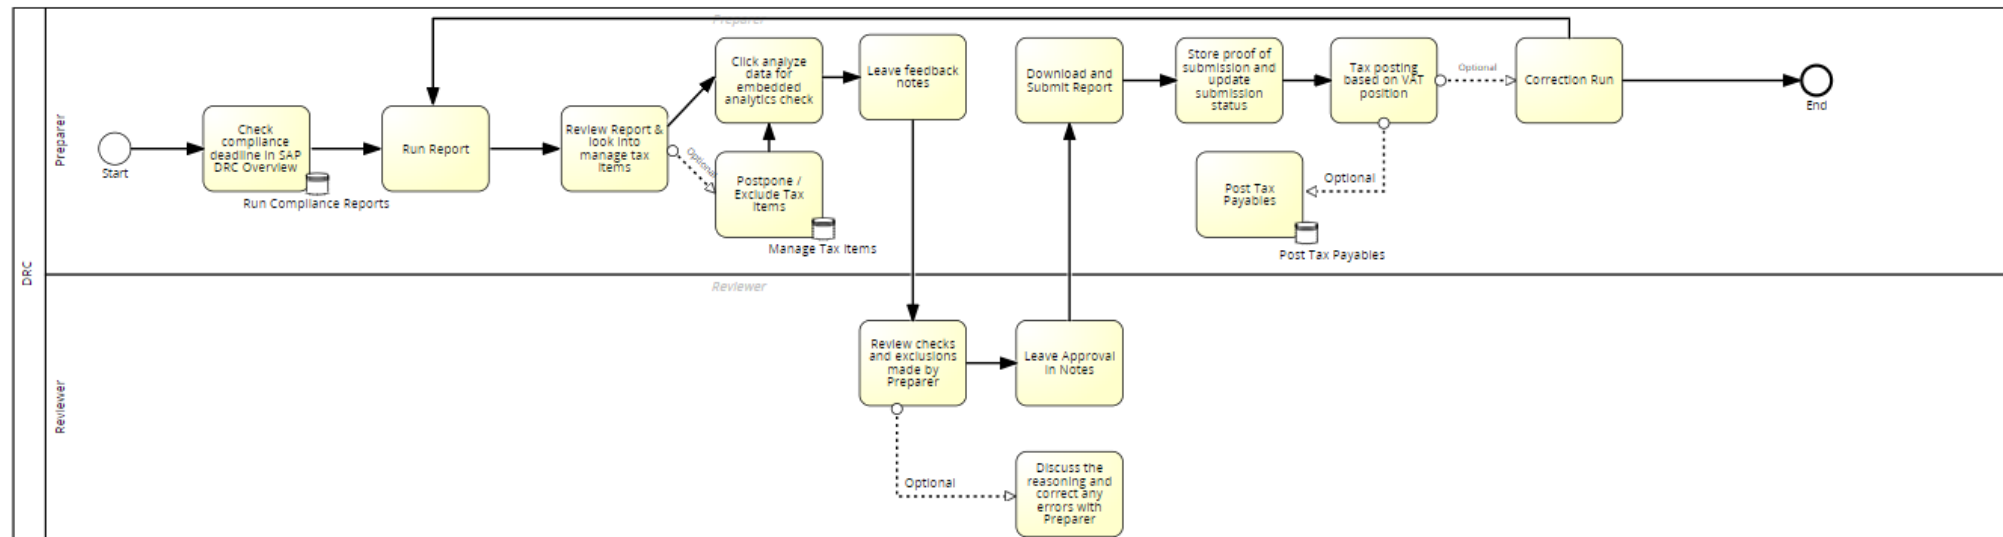 Preparer
DRC
Preparer
Start
Check
compliance
deadline in SAP
DRC Overview
Run Compliance Reports
Run Report
Review Report &
look into
manage tax
items
Optional
Click analyze
data for
embedded
analytics check
Postpone /
Exclude Tax
Items
Manage Tax Items
Leave feedback
notes
Download and
Submit Report
Store proof of
submission and
update
submission
status
Tax posting
based on VAT
position
Optional
Correction Run
End
Post Tax
Payables
Optional
Post Tax Payables
Reviewer
Reviewer
Review checks
and exclusions
made by
Preparer
Leave Approval
in Notes
Optional
Discuss the
reasoning and
correct any
errors with
Preparer